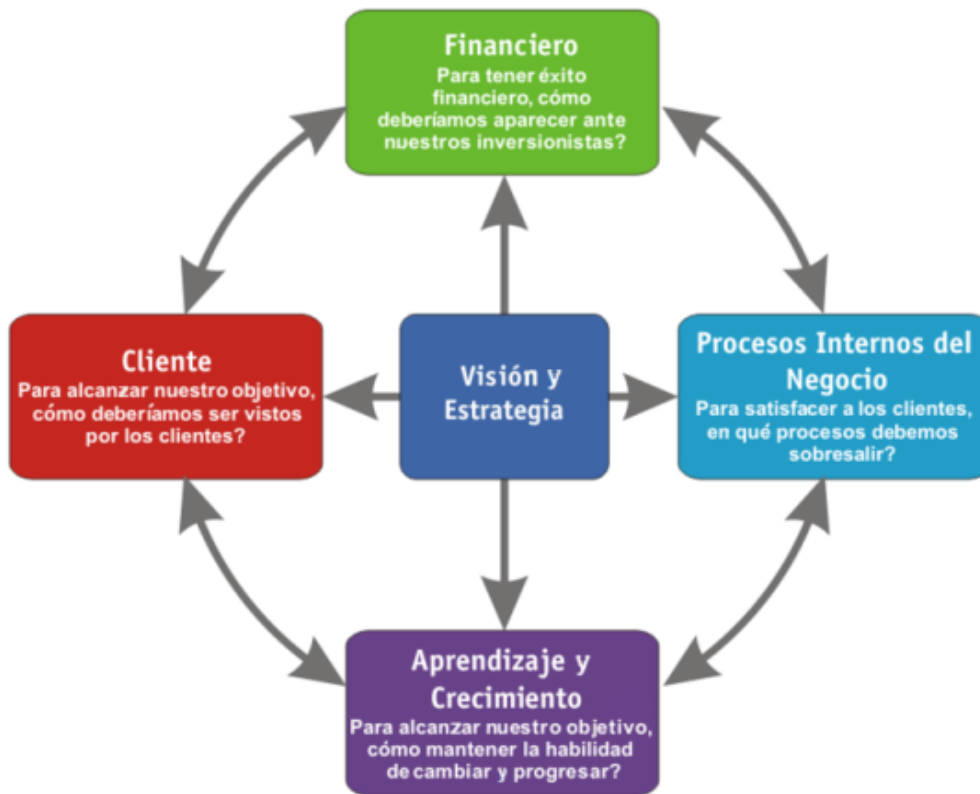 Financiero
Para tener éxito
financiero, cómo
deberíamos aparecer ante
nuestros inversionistas?
Cliente
Para alcanzar nuestro objetivo,
cómo deberíamos ser vistos
por los clientes?
Visión y
Estrategia
Procesos Internos del
Negocio
Para satisfacer a los clientes,
en qué procesos debemos
sobresalir?
Aprendizaje y
Crecimiento
Para alcanzar nuestro objetivo,
cómo mantener la habilidad
de cambiar y progresar?